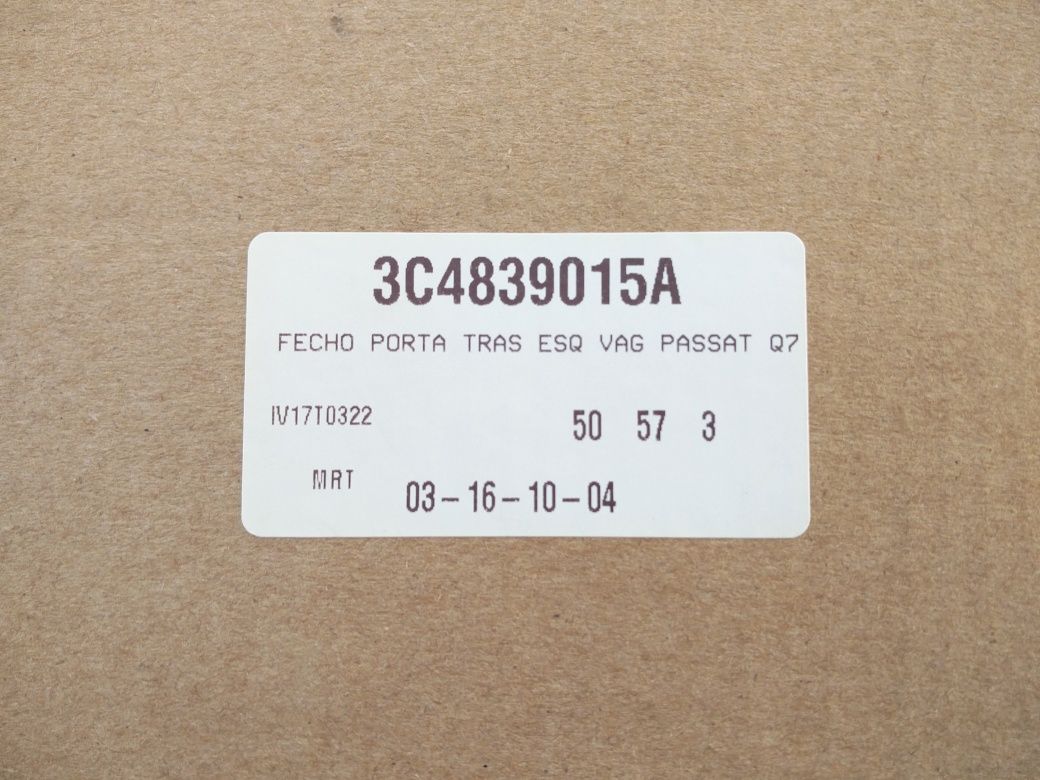 3C4839015A
FECHO PORTA TRAS ESQ VAG PASSAT Q7
IV17T0322
50 57 3
MRT
03-16-10-04